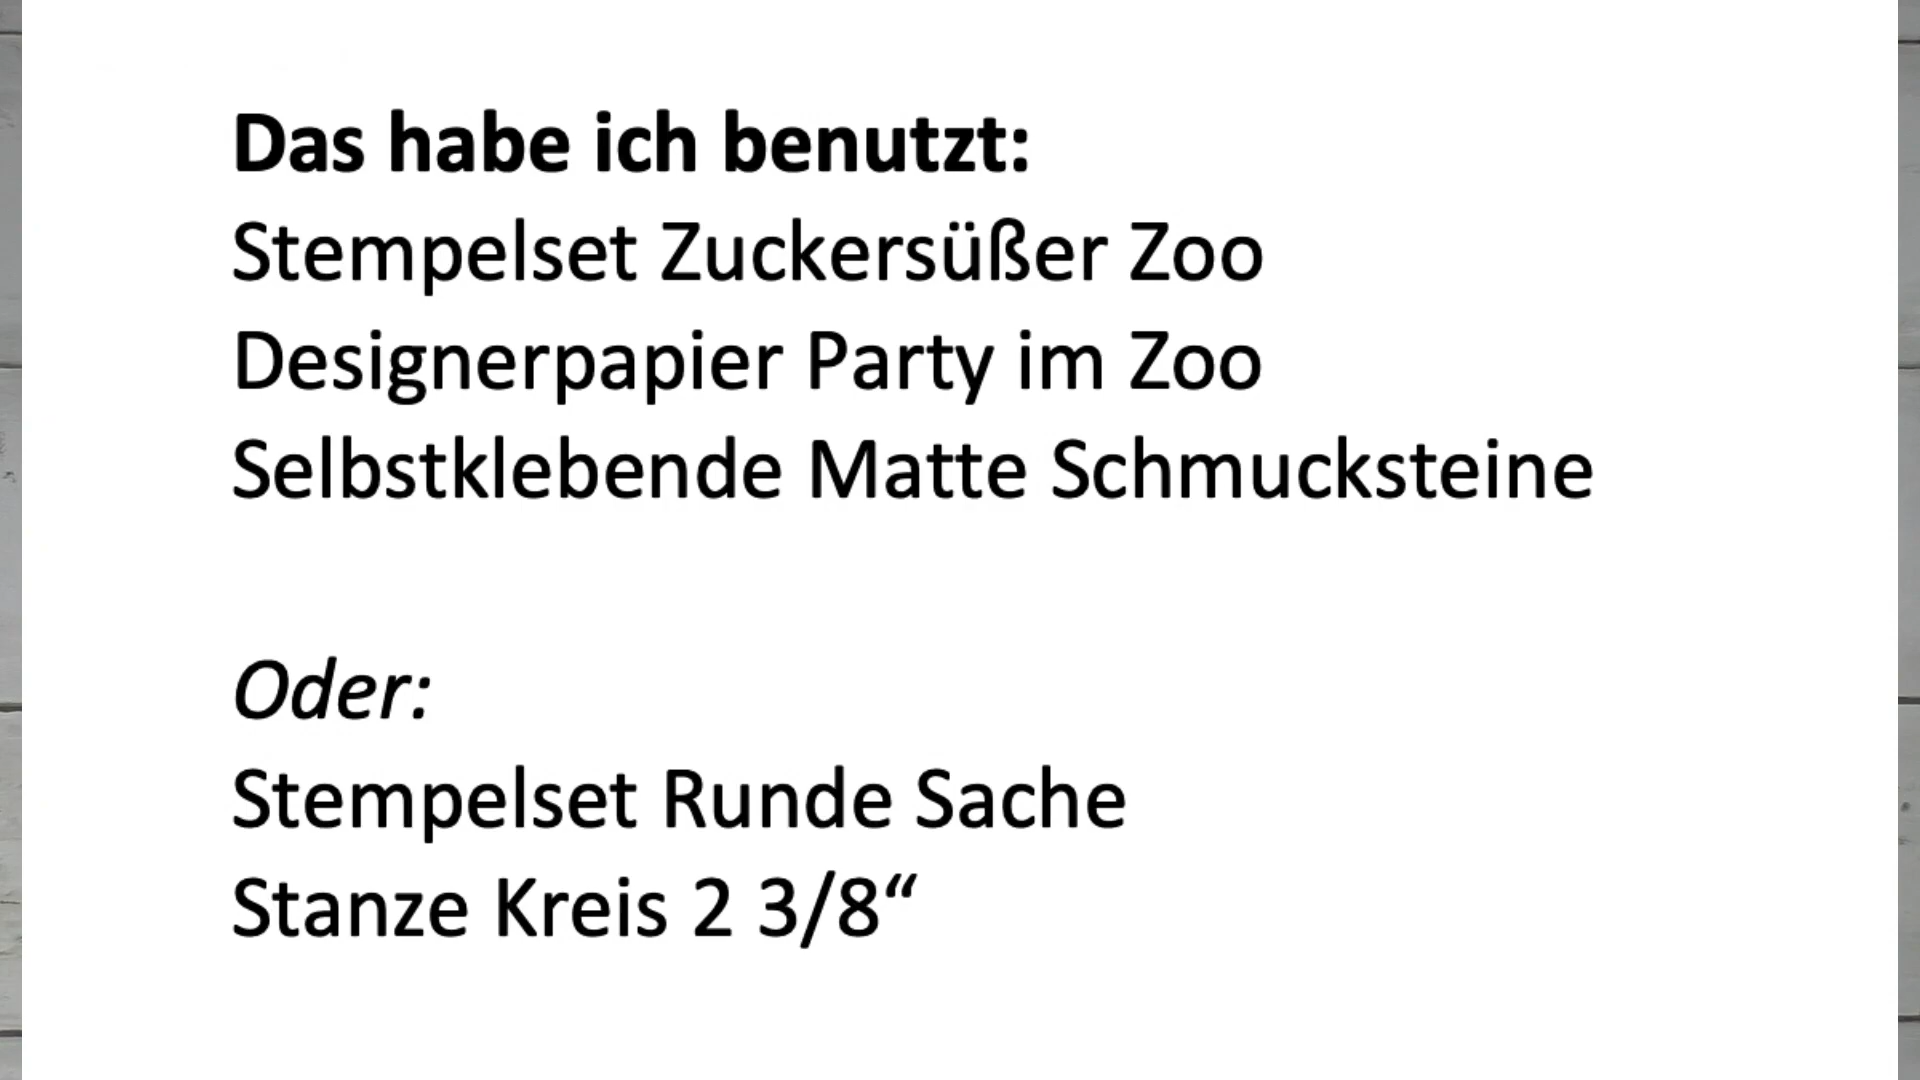 Das habe ich benutzt:
Stempelset Zuckersüßer Zoo
Designerpapier Party im Zoo
Selbstklebende Matte Schmucksteine
Oder:
Stempelset Runde Sache
Stanze Kreis 2 3/8“